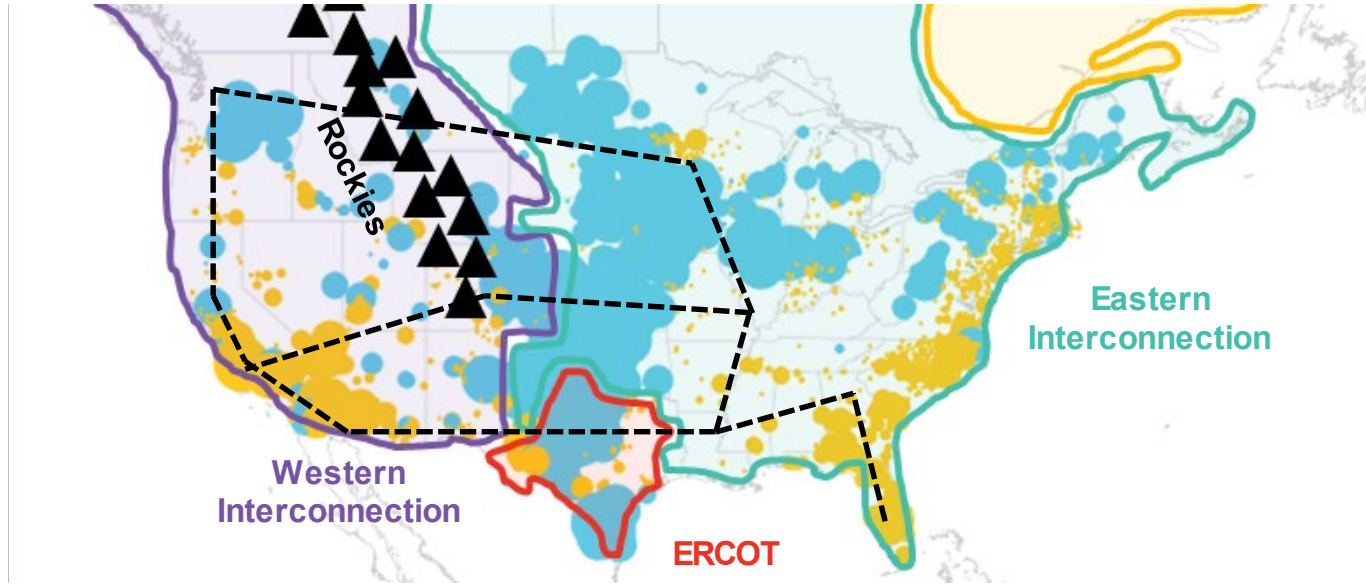 Rockies
Eastern
Interconnection
Western
Interconnection
ERCOT